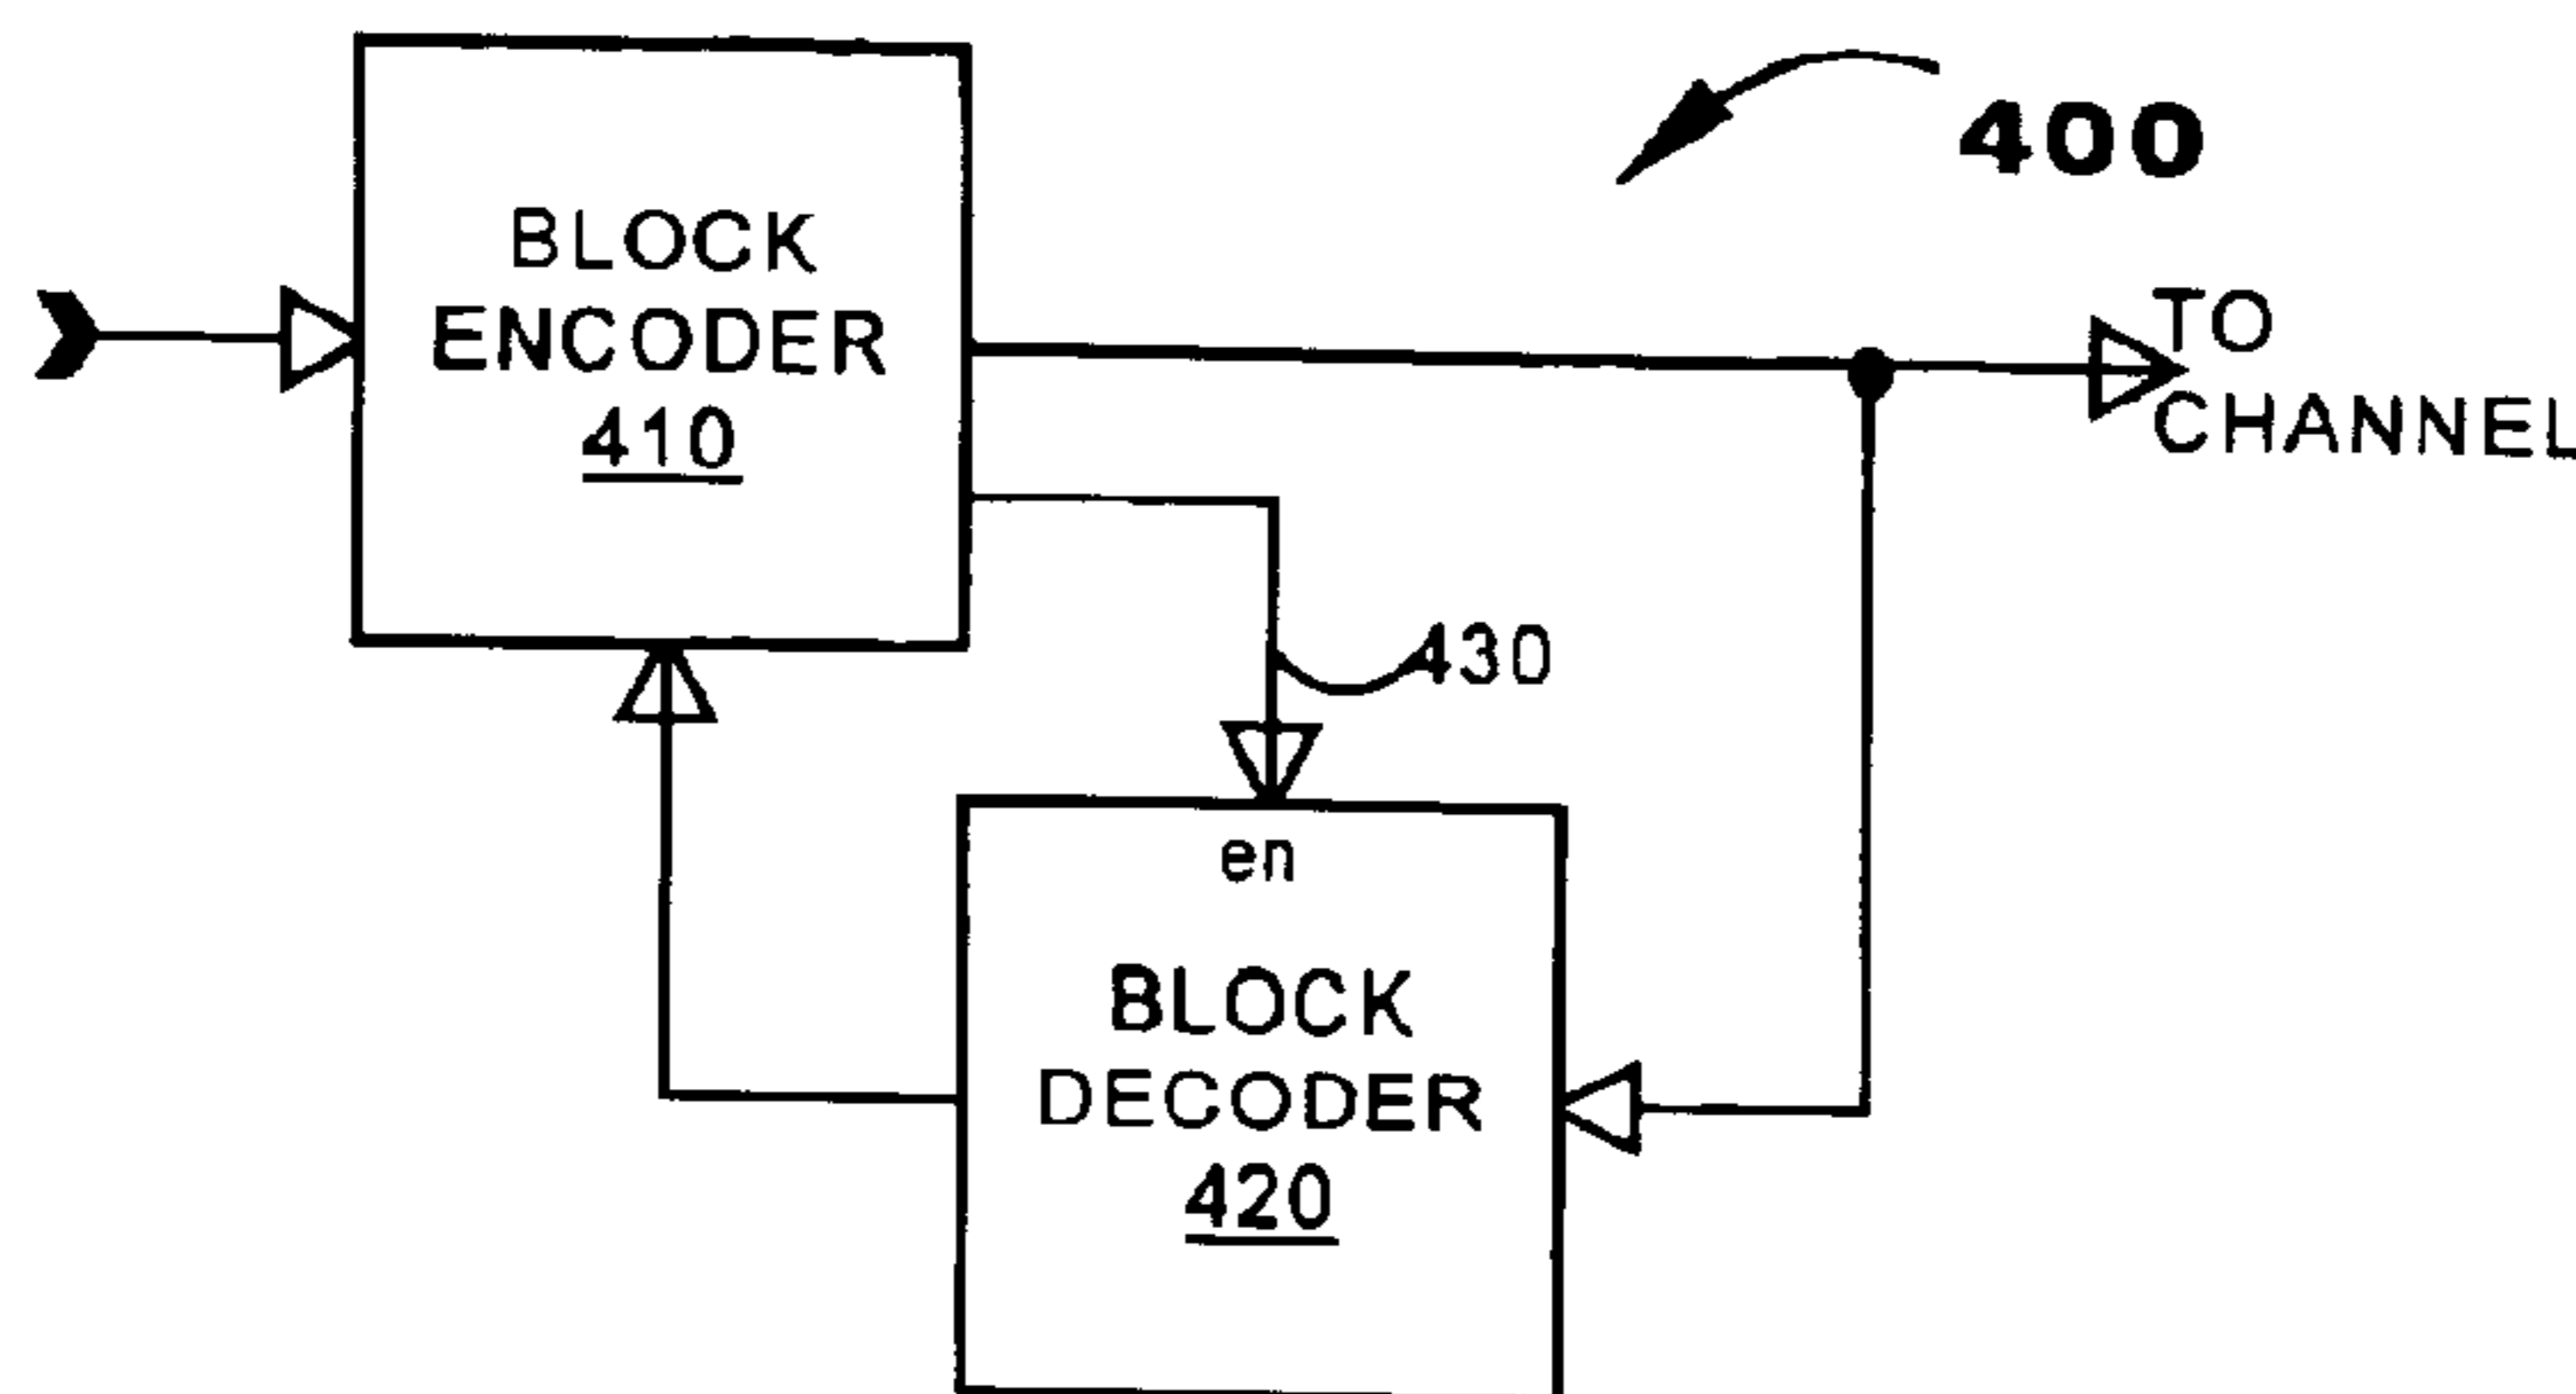 400
BLOCK
ENCODER
410
TO
CHANNEL
430
en
BLOCK
DECODER
420